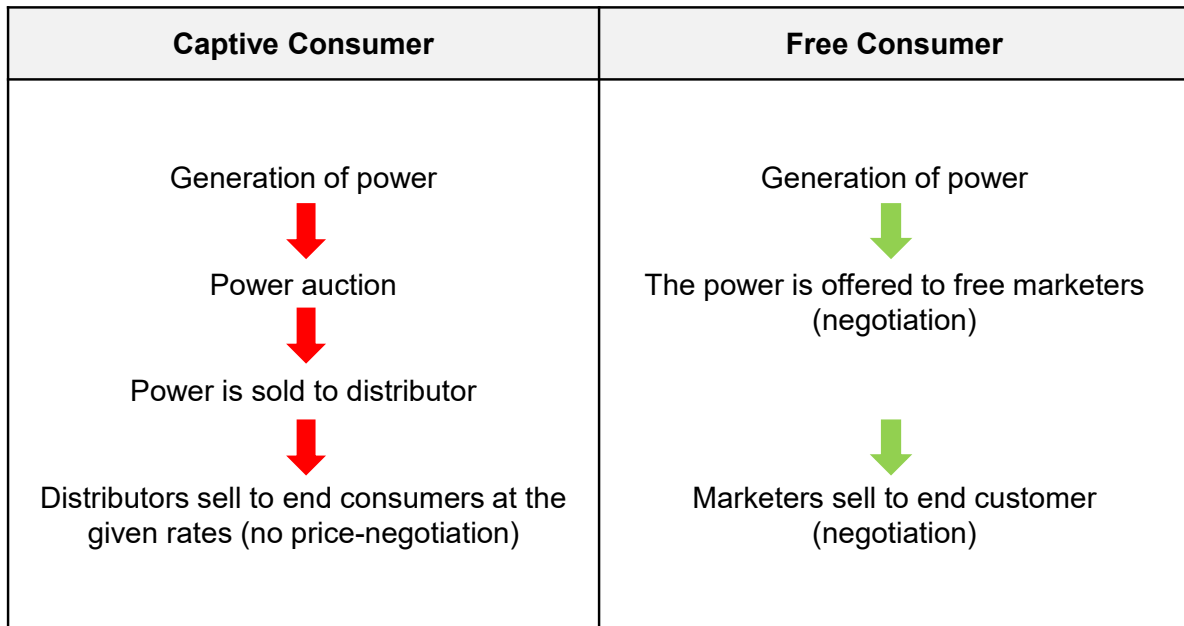 Captive Consumer
Free Consumer
Generation of power
Power auction
Power is sold to distributor
Distributors sell to end consumers at the
given rates (no price-negotiation)
Generation of power
The power is offered to free marketers
(negotiation)
Marketers sell to end customer
(negotiation)